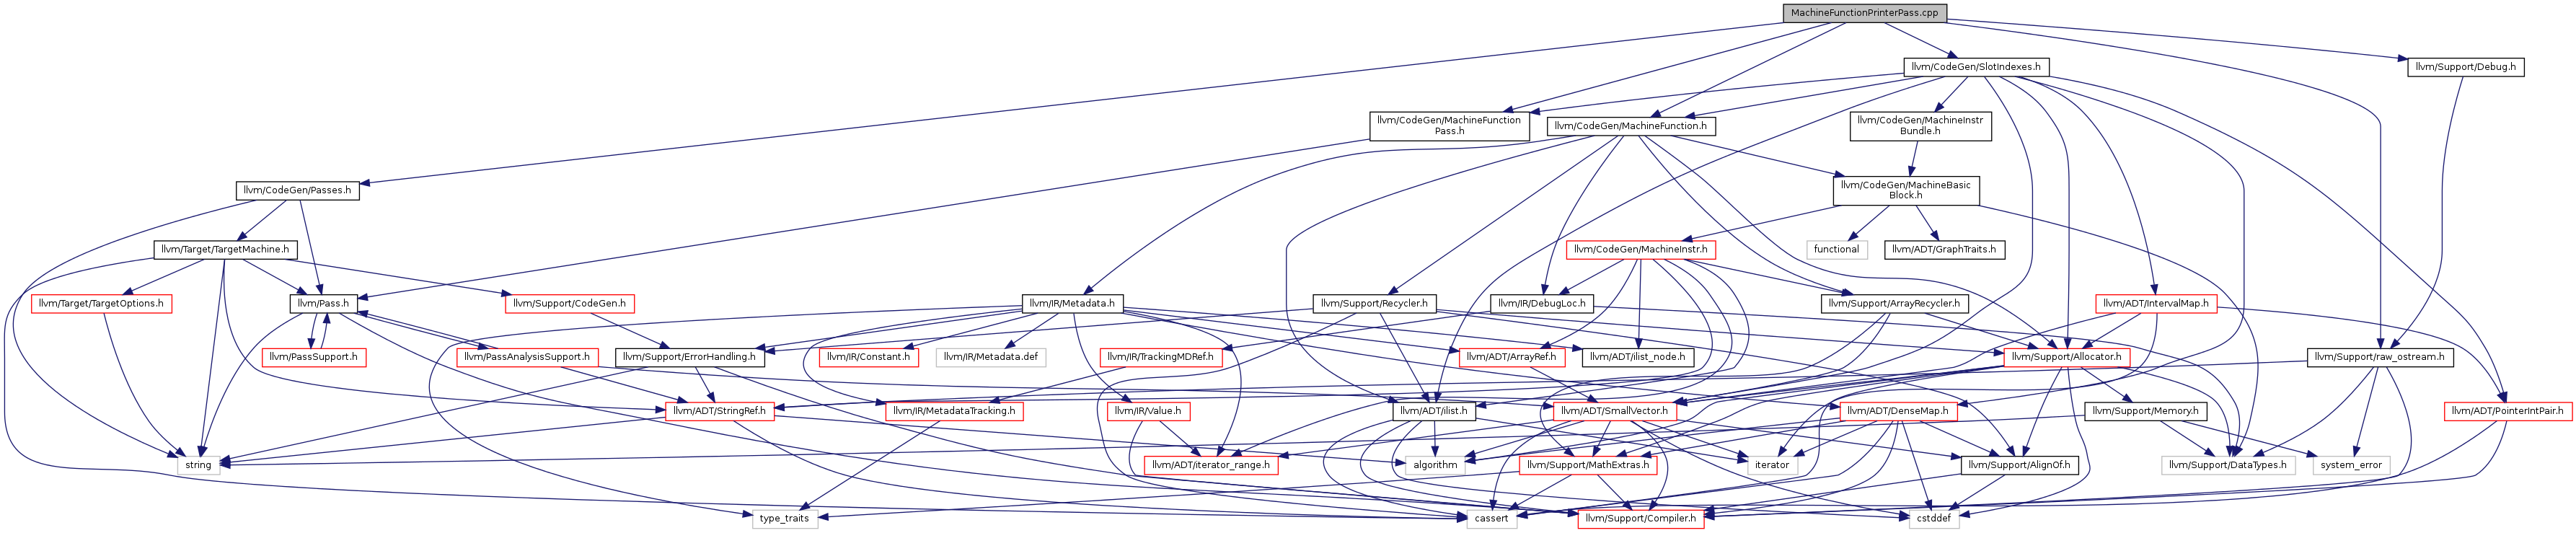 MachineFunctionPrinterPass.cpp
llvm/CodeGen/SlotIndexes.h
llvm/Support/Debug.h
llvm/CodeGen/MachineFunction
Pass.h
llvm/CodeGen/MachineFunction.h
llvm/CodeGen/MachineInstr
Bundle.h
llvm/CodeGen/Passes.h
llvm/CodeGen/MachineBasic
Block.h
llvm/Target/TargetMachine.h
llvm/CodeGen/MachineInstr.h
functional
llvm/ADT/GraphTraits.h
llvm/Target/TargetOptions.h
llvm/Pass.h
llvm/Support/CodeGen.h
llvm/IR/Metadata.h
llvm/Support/Recycler.h
llvm/IR/DebugLoc.h
llvm/Support/ArrayRecycler.h
llvm/ADT/IntervalMap.h
llvm/PassSupport.h
llvm/PassAnalysisSupport.h
llvm/Support/ErrorHandling.h
llvm/IR/Constant.h
llvm/IR/Metadata.def
llvm/IR/TrackingMDRef.h
llvm/ADT/ArrayRef.h
llvm/ADT/ilist_node.h
llvm/Support/Allocator.h
llvm/Support/raw_ostream.h
llvm/ADT/StringRef.h
llvm/IR/MetadataTracking.h
llvm/IR/Value.h
llvm/ADT/ilist.h
llvm/ADT/SmallVector.h
llvm/ADT/DenseMap.h
llvm/Support/Memory.h
llvm/ADT/PointerIntPair.h
string
llvm/ADT/iterator_range.h
algorithm
llvm/Support/MathExtras.h
iterator
llvm/Support/AlignOf.h
llvm/Support/DataTypes.h
system_error
type_traits
cassert
llvm/Support/Compiler.h
cstddef